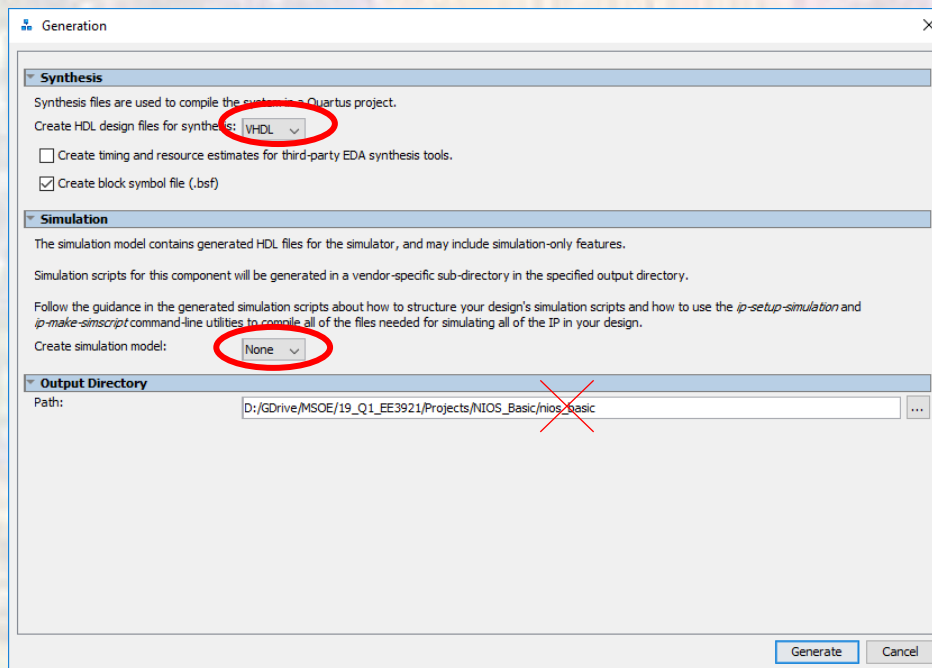 Generation
Synthesis
Synthesis files are used to compile the system in a Quartus project.
Create HDL design files for synthesis: VHDL
Create timing and resource estimates for third-party EDA synthesis tools.
Create block symbol file (.bsf)
Simulation
The simulation model contains generated HDL files for the simulator, and may include simulation-only features.
Simulation scripts for this component will be generated in a vendor-specific sub-directory in the specified output directory.
Follow the guidance in the generated simulation scripts about how to structure your design's simulation scripts and how to use the ip-setup-simulation and
ip-make-simscript command-line utilities to compile all of the files needed for simulating all of the IP in your design.
Create simulation model: None
Output Directory
Path: D:/GDrive/MSOE/19_Q1_EE3921/Projects/NIOS_Basic/nios_basic ...
Generate Cancel